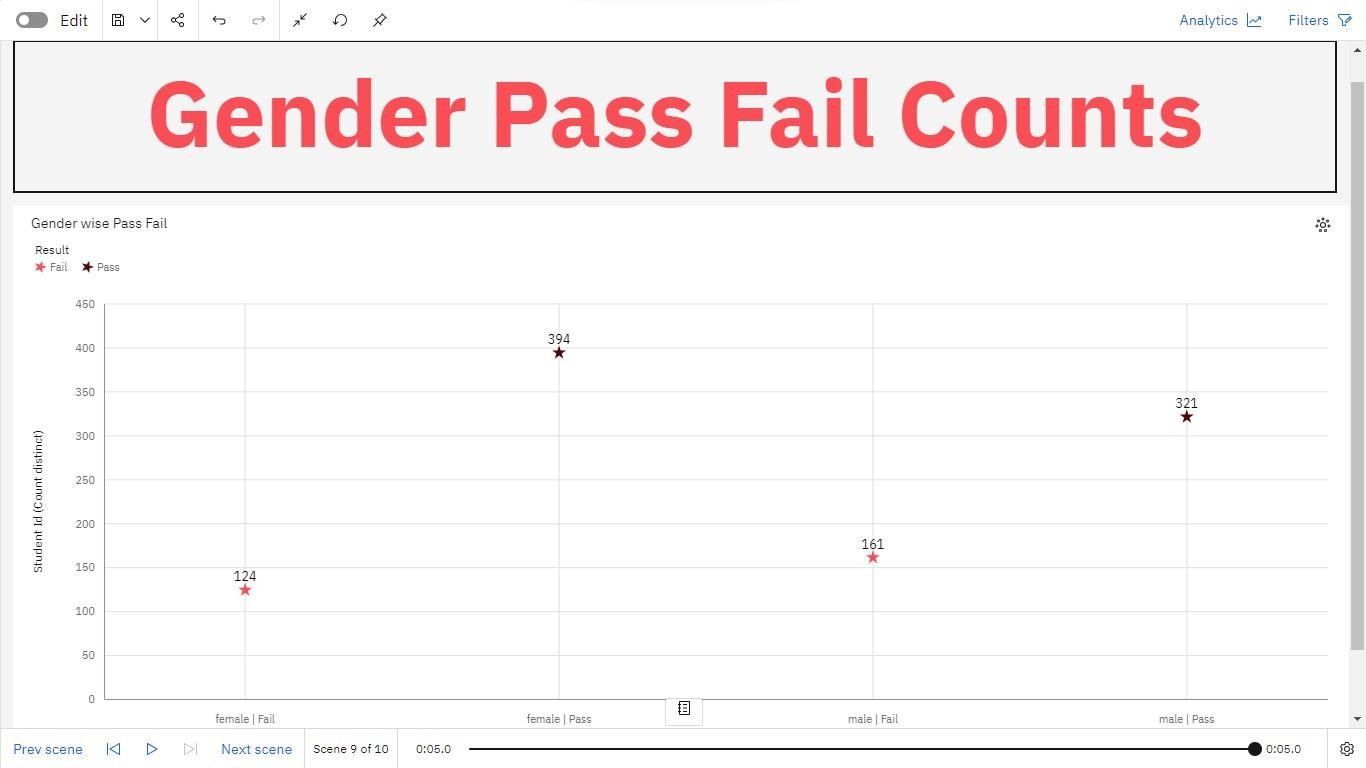 Edit
Analytics
Filters
Gender Pass Fail Counts
Gender wise Pass Fail
Result
Fail Pass
450
400
350
300
250
200
150
100
50
0
Student Id (Count distinct)
394
321
161
124
female | Fail female | Pass male | Fail male | Pass
Prev scene Next scene Scene 9 of 10 0:05.0 0:05.0